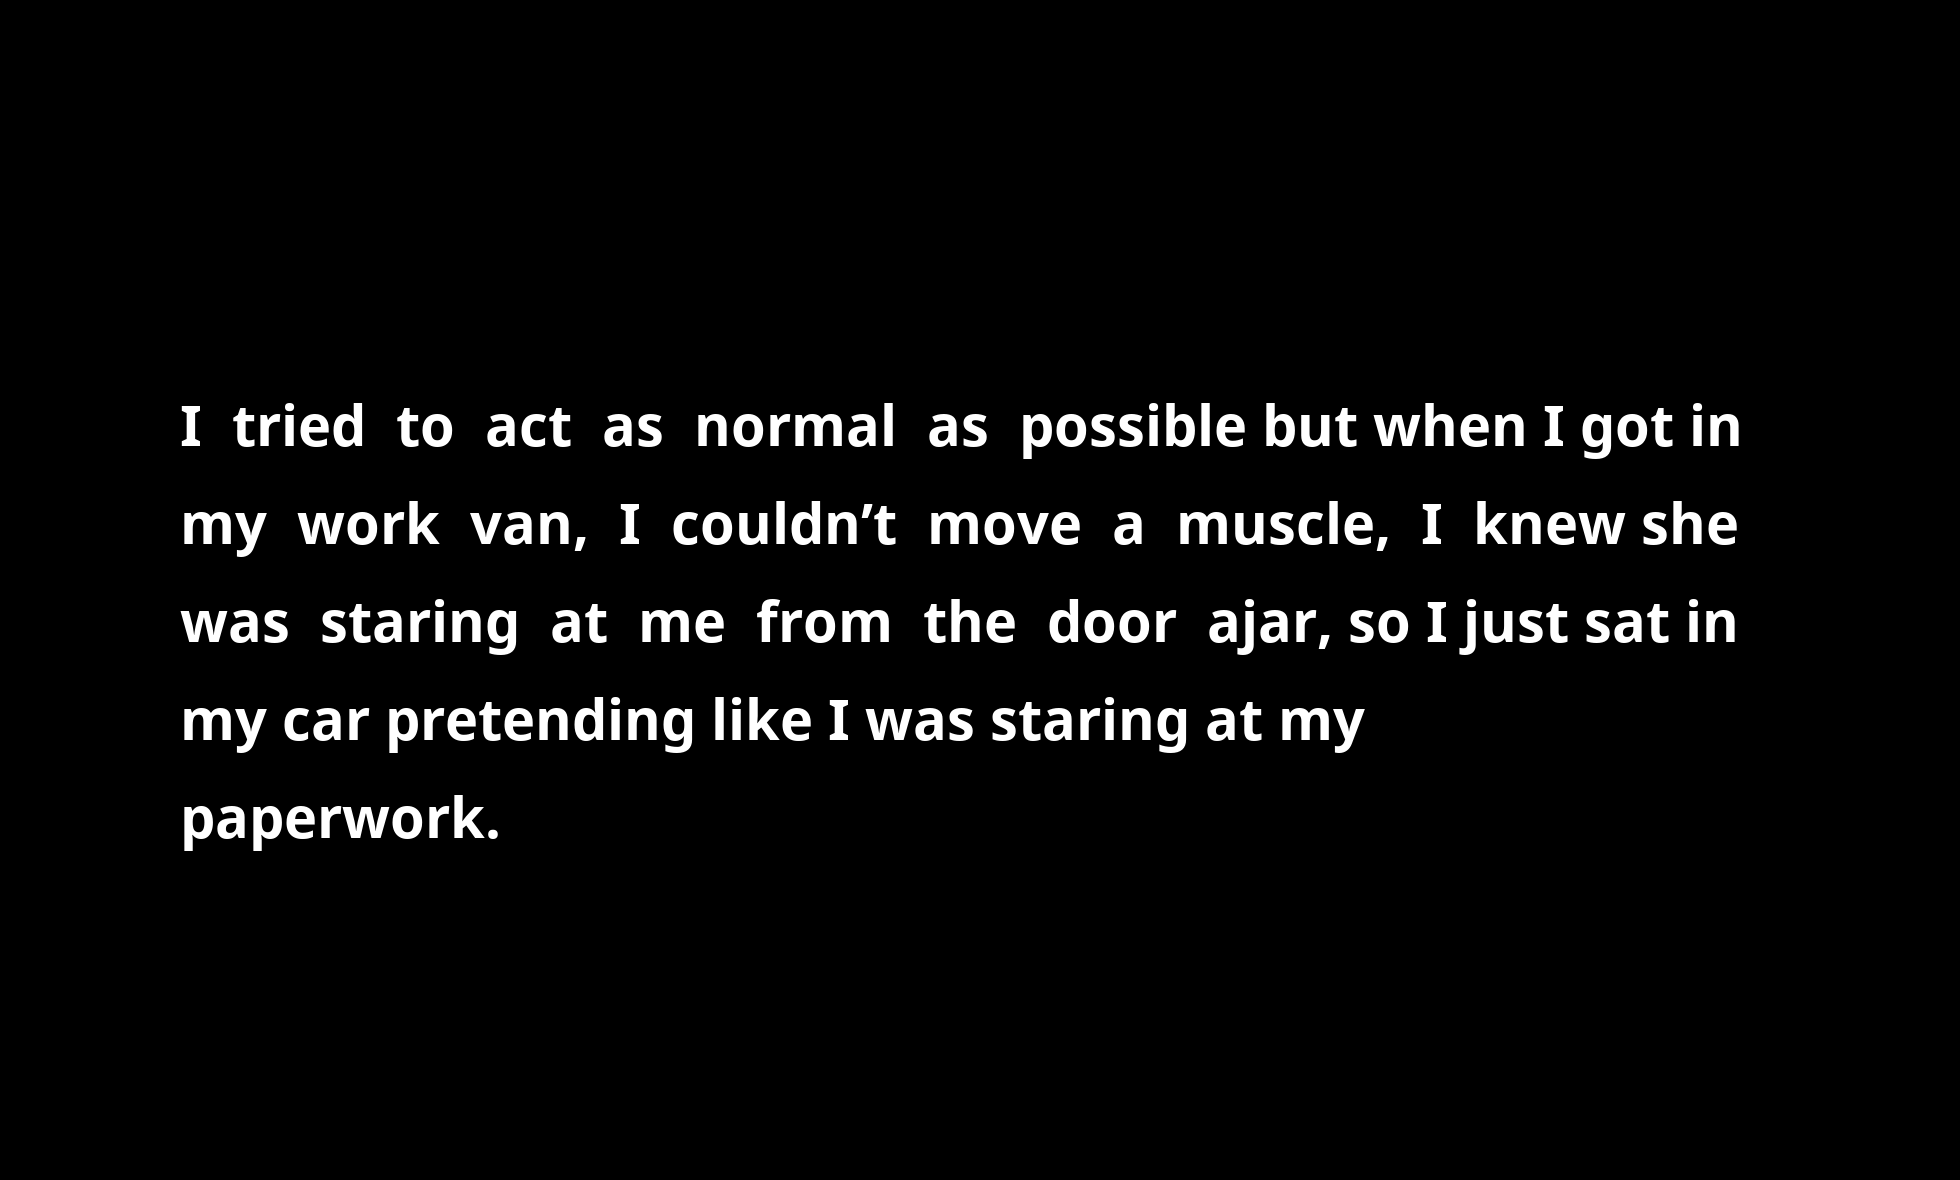 I tried to act as normal as possible but when I got in
my work van, I couldn’t move a muscle, I knew she
was staring at me from the door ajar, so I just sat in
my car pretending like I was staring at my
paperwork.